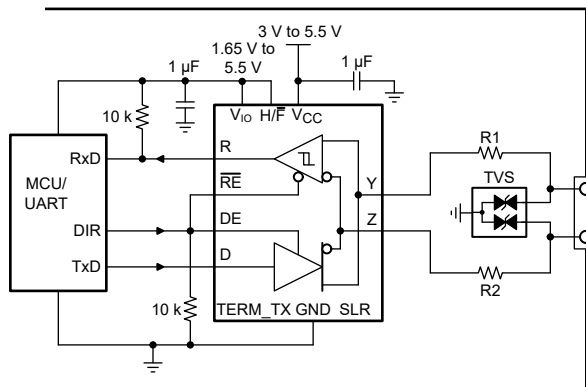 3 V to 5.5 V
1.65 V to
5.5 V
1 µF
1 µF
10 k
VIO H/F̅ VCC
R1
MCU/
UART
RxD
R
R̅E̅
Y
TVS
Z
DIR
DE
TxD
D
R2
10 k
TERM_TX GND SLR